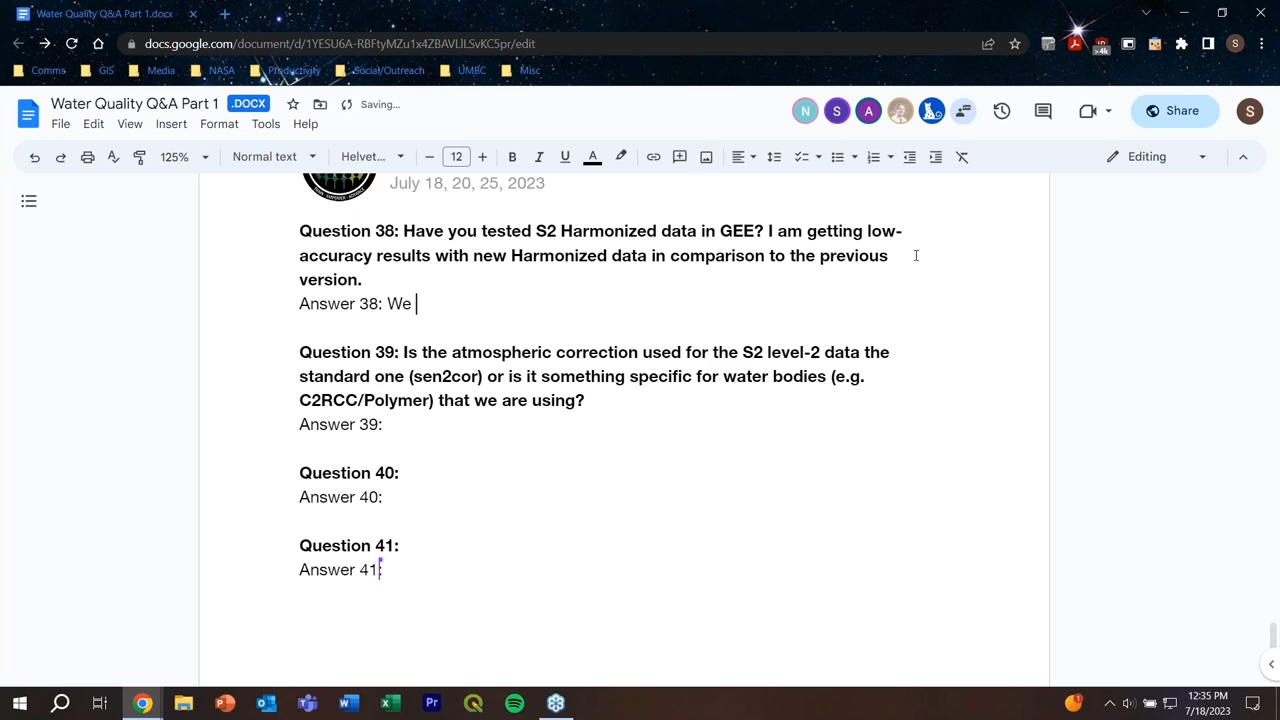 Water Quality Q&A Part 1.docx
docs.google.com/document/d/1YESU6A-RBFtyMZu1x4ZBAVLlLSvKC5pr/edit
>4k
S
Comms
GIS
Media
NASA
Productivity
Social/Outreach
UMBC
Misc
Water Quality Q&A Part 1
.DOCX
Saving...
N
S
A
Share
S
File
Edit
View
Insert
Format
Tools
Help
125%
Normal text
Helvet...
12
B
I
U
A
Editing
July 18, 20, 25, 2023
Question 38: Have you tested S2 Harmonized data in GEE? I am getting low-
accuracy results with new Harmonized data in comparison to the previous
version.
Answer 38: We
Question 39: Is the atmospheric correction used for the S2 level-2 data the
standard one (sen2cor) or is it something specific for water bodies (e.g.
C2RCC/Polymer) that we are using?
Answer 39:
Question 40:
Answer 40:
Question 41:
Answer 41:
1
12:35 PM
7/18/2023